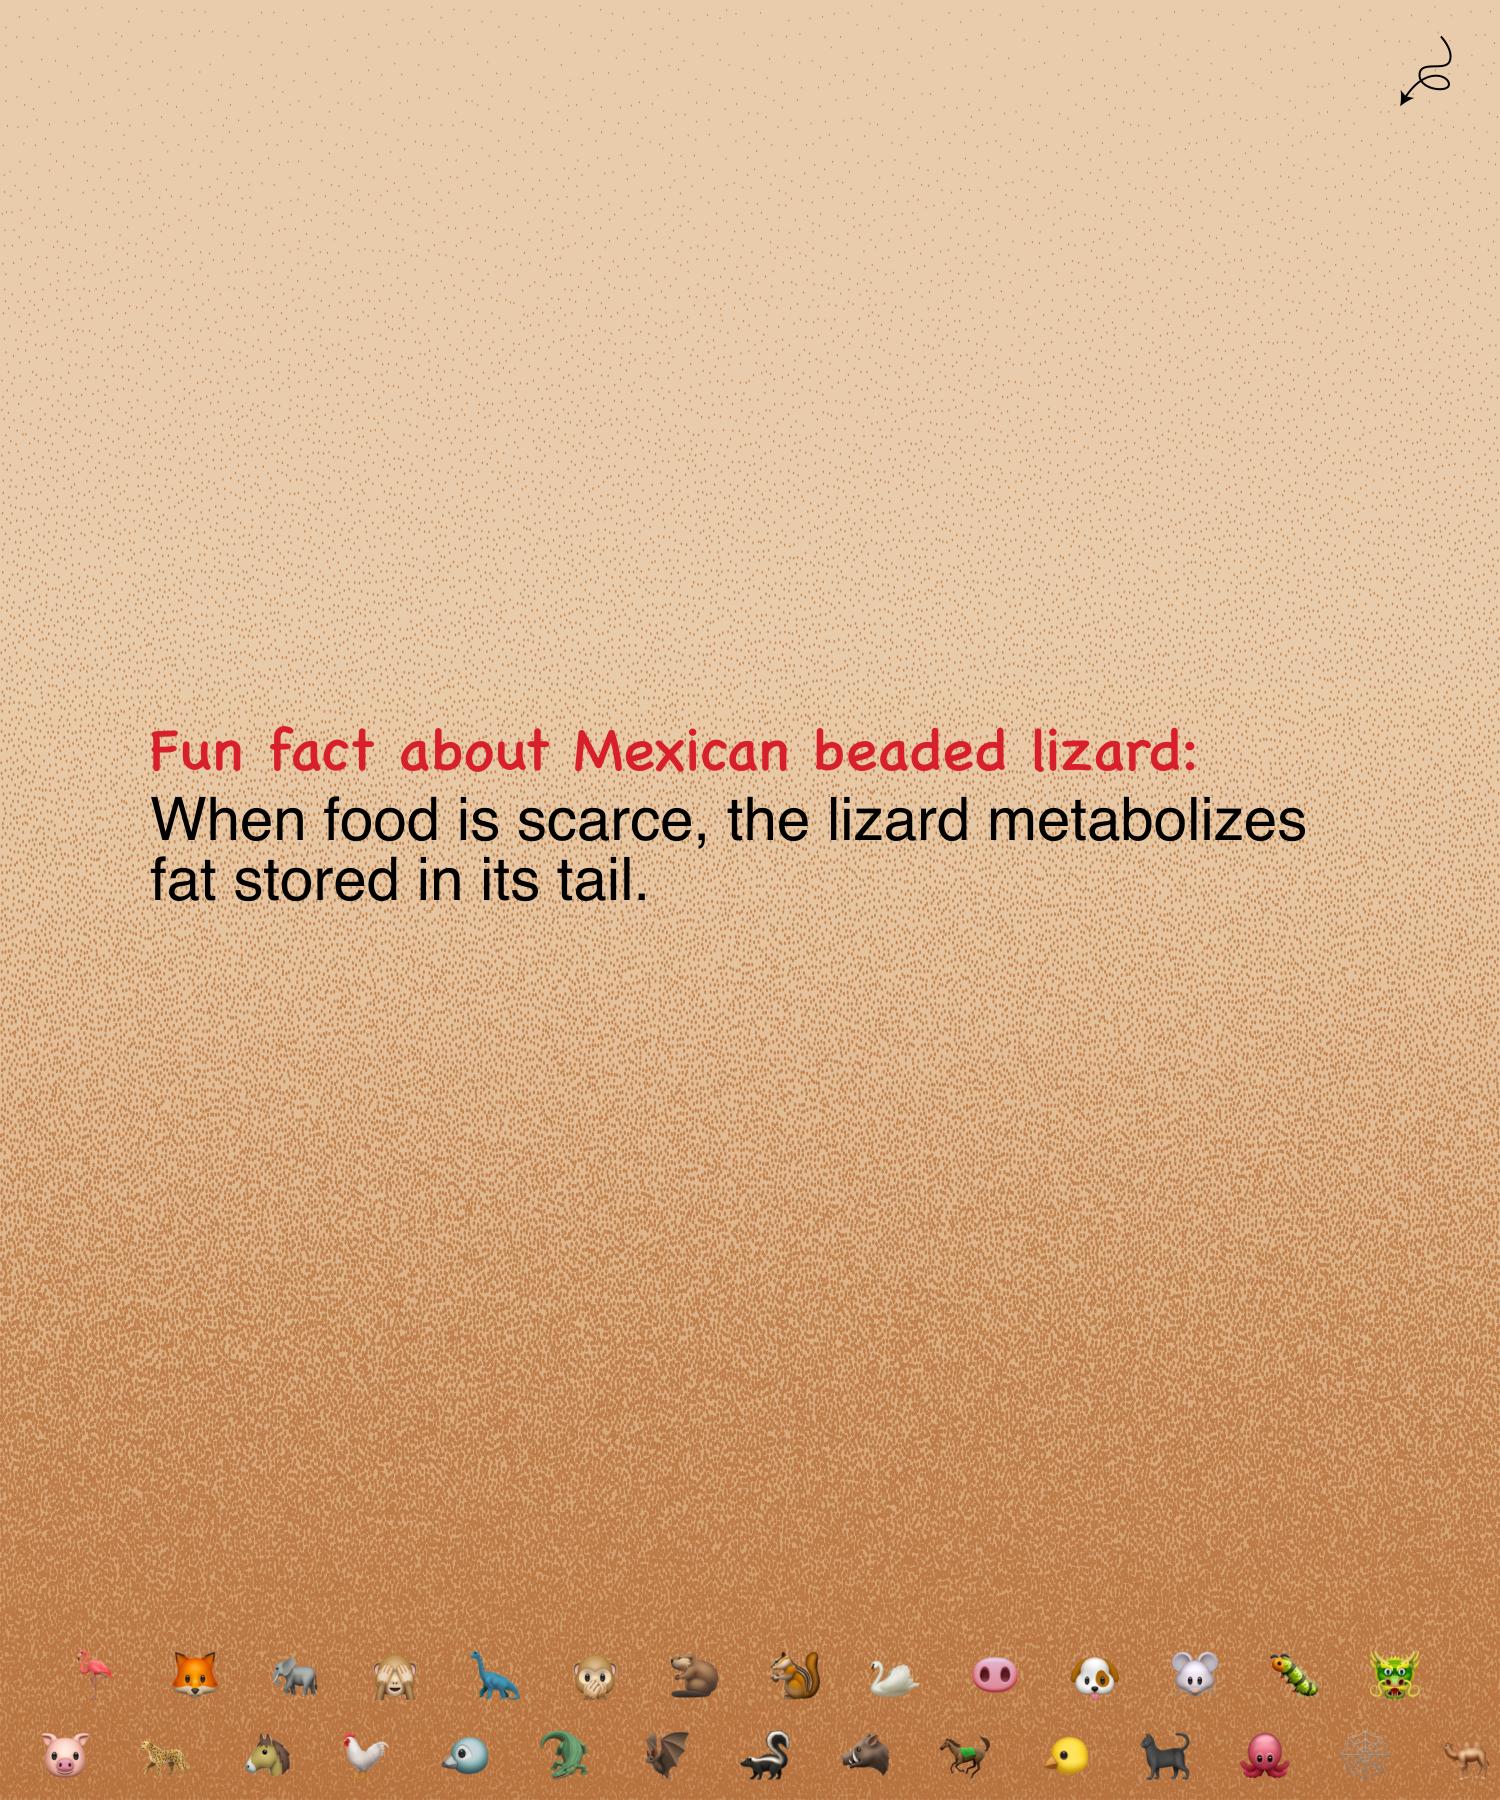 Fun fact about Mexican beaded lizard:
When food is scarce, the lizard metabolizes
fat stored in its tail.